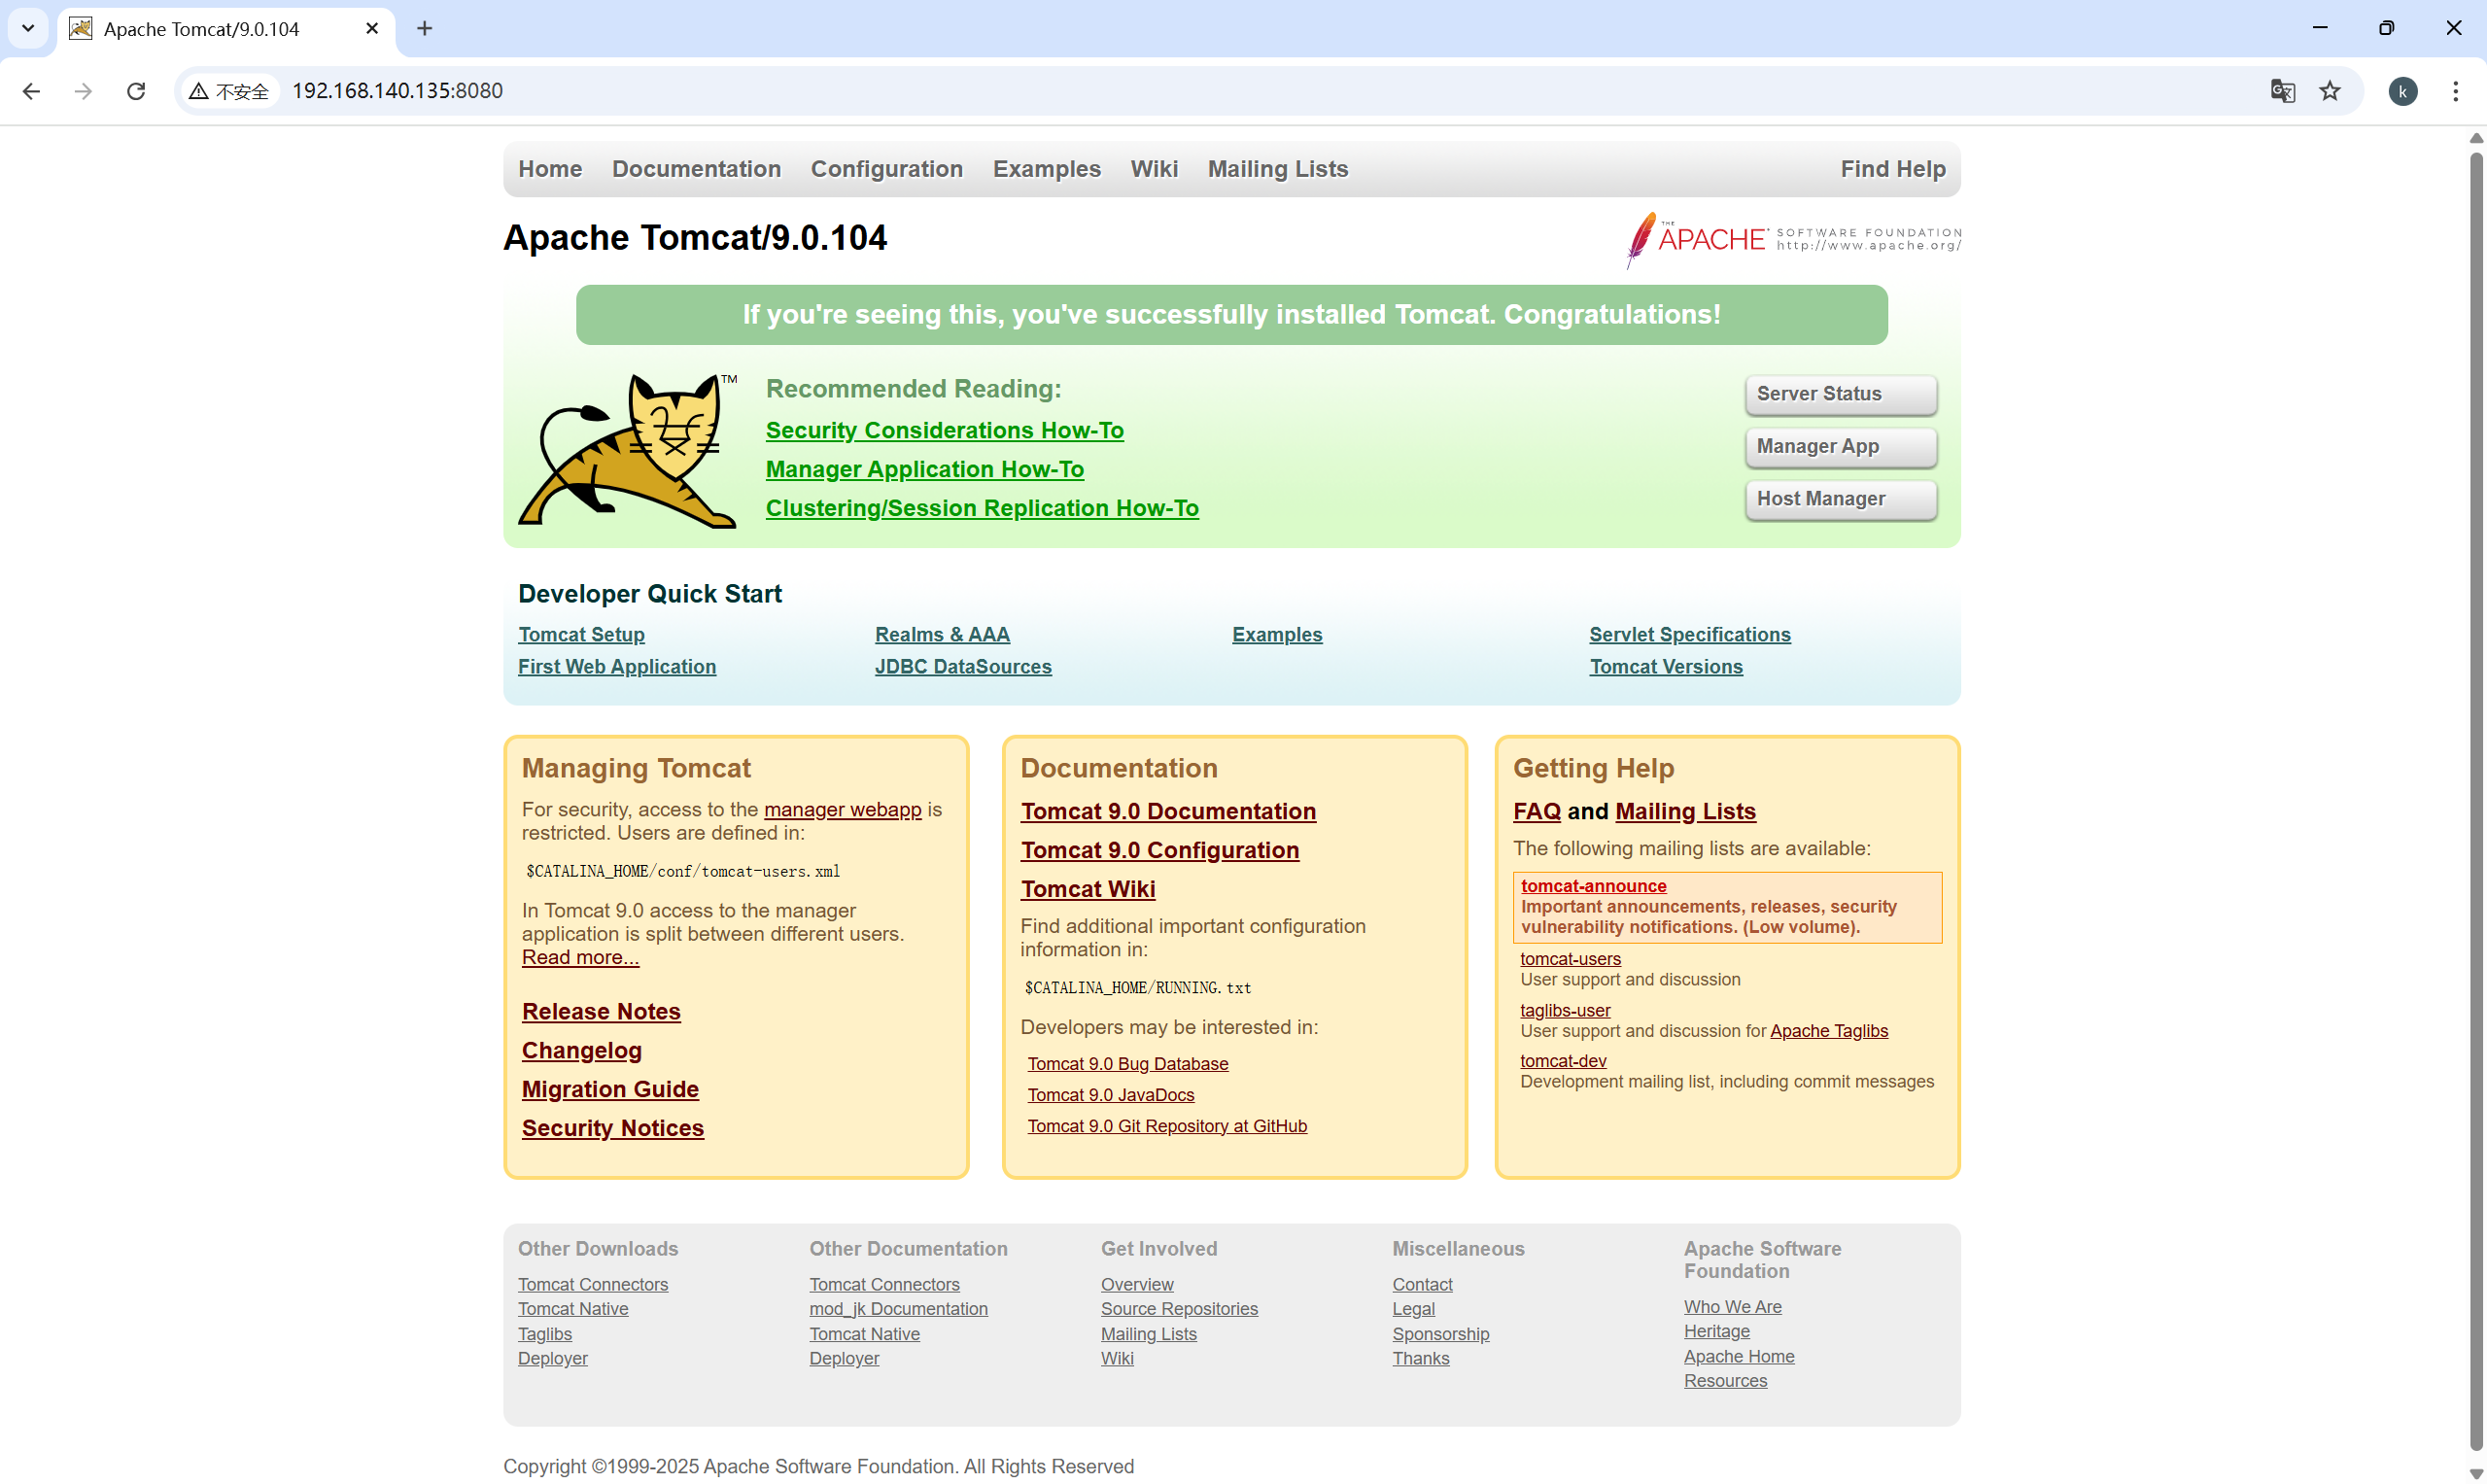 Apache Tomcat/9.0.104
不安全 192.168.140.135:8080
k
Home Documentation Configuration Examples Wiki Mailing Lists Find Help
Apache Tomcat/9.0.104
THE APACHE SOFTWARE FOUNDATION
http://www.apache.org/
If you're seeing this, you've successfully installed Tomcat. Congratulations!
TM
Recommended Reading:
Security Considerations How-To
Manager Application How-To
Clustering/Session Replication How-To
Server Status
Manager App
Host Manager
Developer Quick Start
Tomcat Setup
First Web Application
Realms & AAA
JDBC DataSources
Examples
Servlet Specifications
Tomcat Versions
Managing Tomcat
For security, access to the manager webapp is
restricted. Users are defined in:
$CATALINA_HOME/conf/tomcat-users.xml
In Tomcat 9.0 access to the manager
application is split between different users.
Read more...
Release Notes
Changelog
Migration Guide
Security Notices
Documentation
Tomcat 9.0 Documentation
Tomcat 9.0 Configuration
Tomcat Wiki
Find additional important configuration
information in:
$CATALINA_HOME/RUNNING.txt
Developers may be interested in:
Tomcat 9.0 Bug Database
Tomcat 9.0 JavaDocs
Tomcat 9.0 Git Repository at GitHub
Getting Help
FAQ and Mailing Lists
The following mailing lists are available:
tomcat-announce
Important announcements, releases, security
vulnerability notifications. (Low volume).
tomcat-users
User support and discussion
taglibs-user
User support and discussion for Apache Taglibs
tomcat-dev
Development mailing list, including commit messages
Other Downloads
Tomcat Connectors
Tomcat Native
Taglibs
Deployer
Other Documentation
Tomcat Connectors
mod_jk Documentation
Tomcat Native
Deployer
Get Involved
Overview
Source Repositories
Mailing Lists
Wiki
Miscellaneous
Contact
Legal
Sponsorship
Thanks
Apache Software
Foundation
Who We Are
Heritage
Apache Home
Resources
Copyright ©1999-2025 Apache Software Foundation. All Rights Reserved